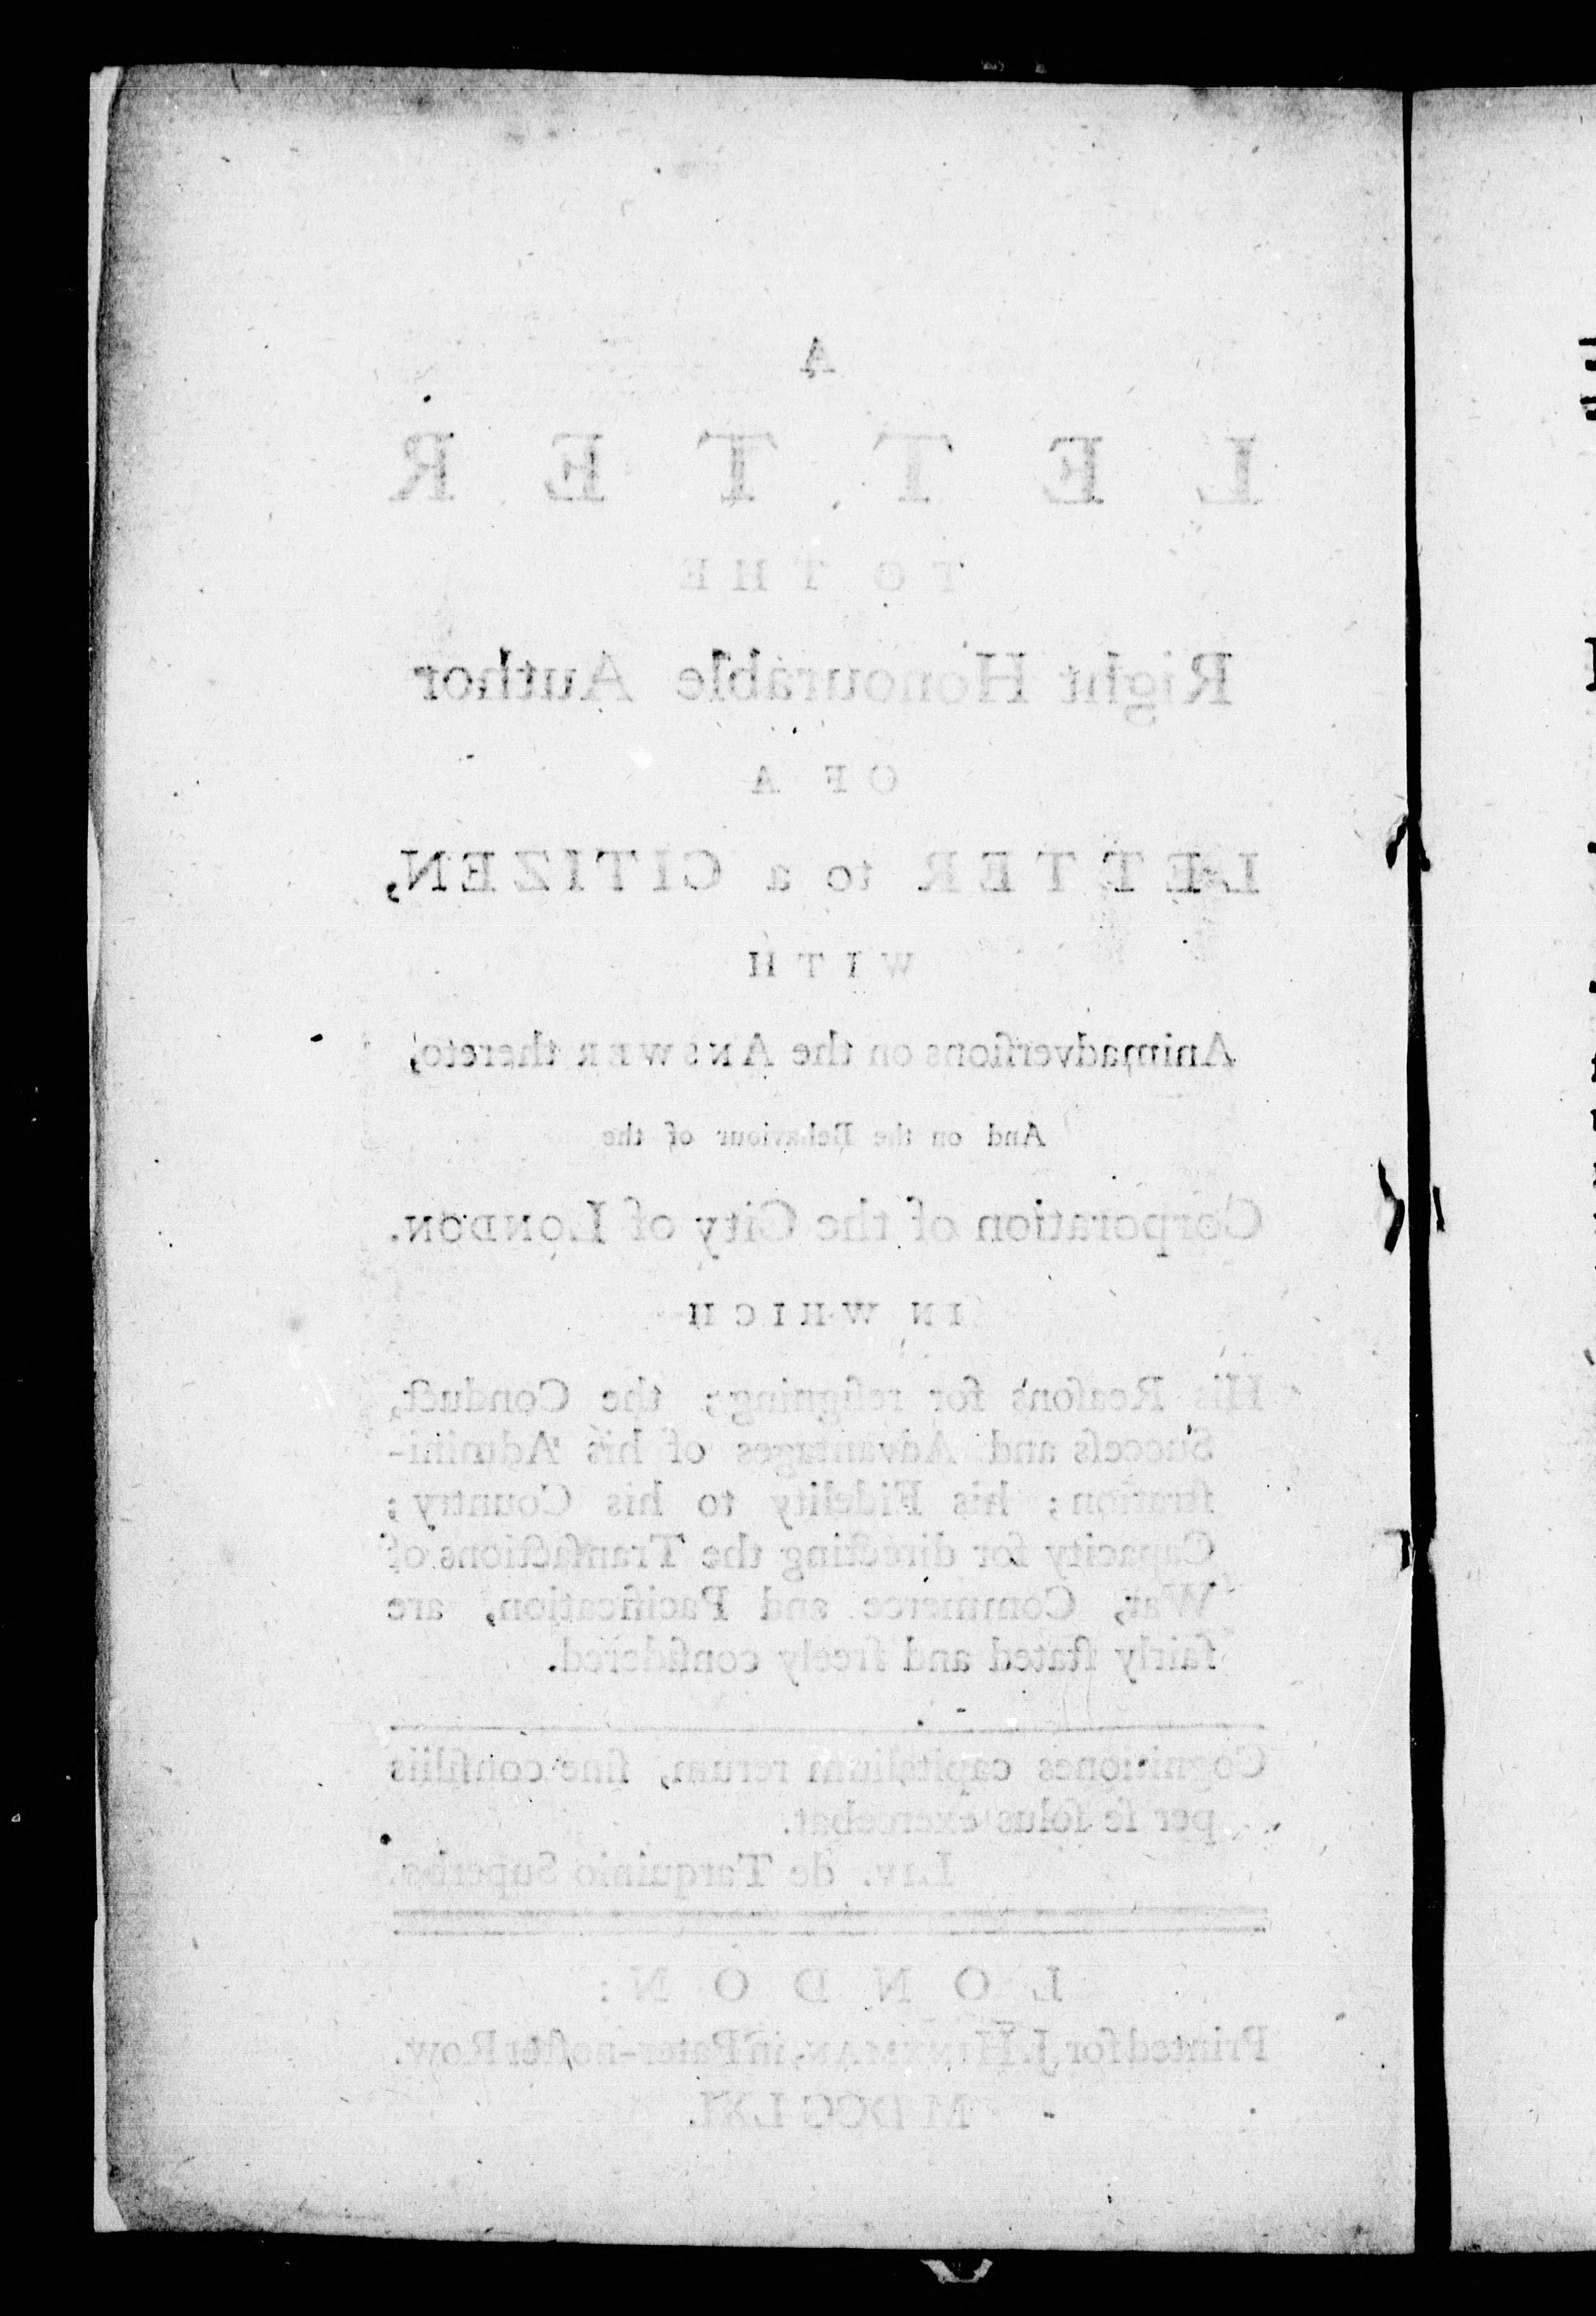 A
LETTER
TO THE
Right Honourable Author
OF A
LETTER to a CITIZEN,
WITH
Animadverſions on the ANSWER thereto,
And on the Behaviour of the
Corporation of the City of LONDON.
IN WHICH
His Reaſons for reſigning; the Conduct,
Succeſs and Advantages of his Admini-
ſtration; his Fidelity to his Country;
Capacity for directing the Tranſactions of
War, Commerce and Pacification, are
fairly ſtated and freely conſidered.
Cognitiones capitalium rerum, ſine conſiliis
per ſe ſolus exercebat.
LIV. de Tarquinio Superbo.
LONDON:
Printed for J. HINXMAN, in Pater-noſter Row.
MDCCLXI.